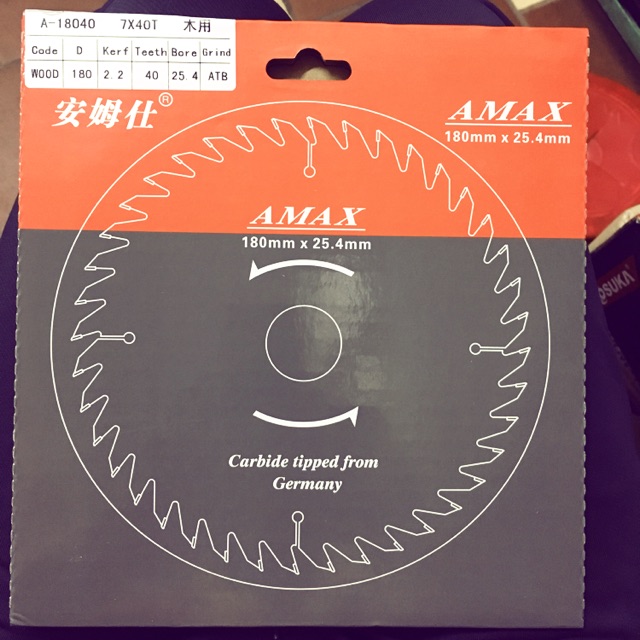 A-18040 7X40T 木用
Code D Kerf Teeth Bore Grind
WOOD 180 2.2 40 25.4 ATB
安姆仕®
AMAX
180mm x 25.4mm
AMAX
180mm x 25.4mm
Carbide tipped from
Germany